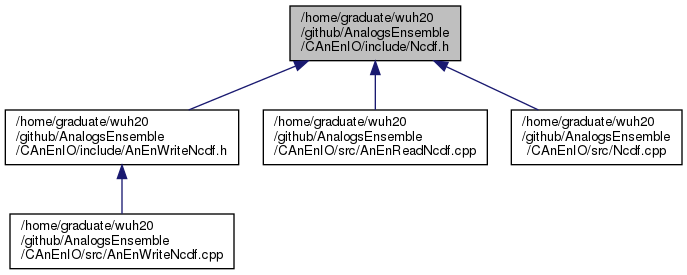 /home/graduate/wuh20
/github/AnalogsEnsemble
/CAnEnIO/include/Ncdf.h
/home/graduate/wuh20
/github/AnalogsEnsemble
/CAnEnIO/include/AnEnWriteNcdf.h
/home/graduate/wuh20
/github/AnalogsEnsemble
/CAnEnIO/src/AnEnReadNcdf.cpp
/home/graduate/wuh20
/github/AnalogsEnsemble
/CAnEnIO/src/Ncdf.cpp
/home/graduate/wuh20
/github/AnalogsEnsemble
/CAnEnIO/src/AnEnWriteNcdf.cpp